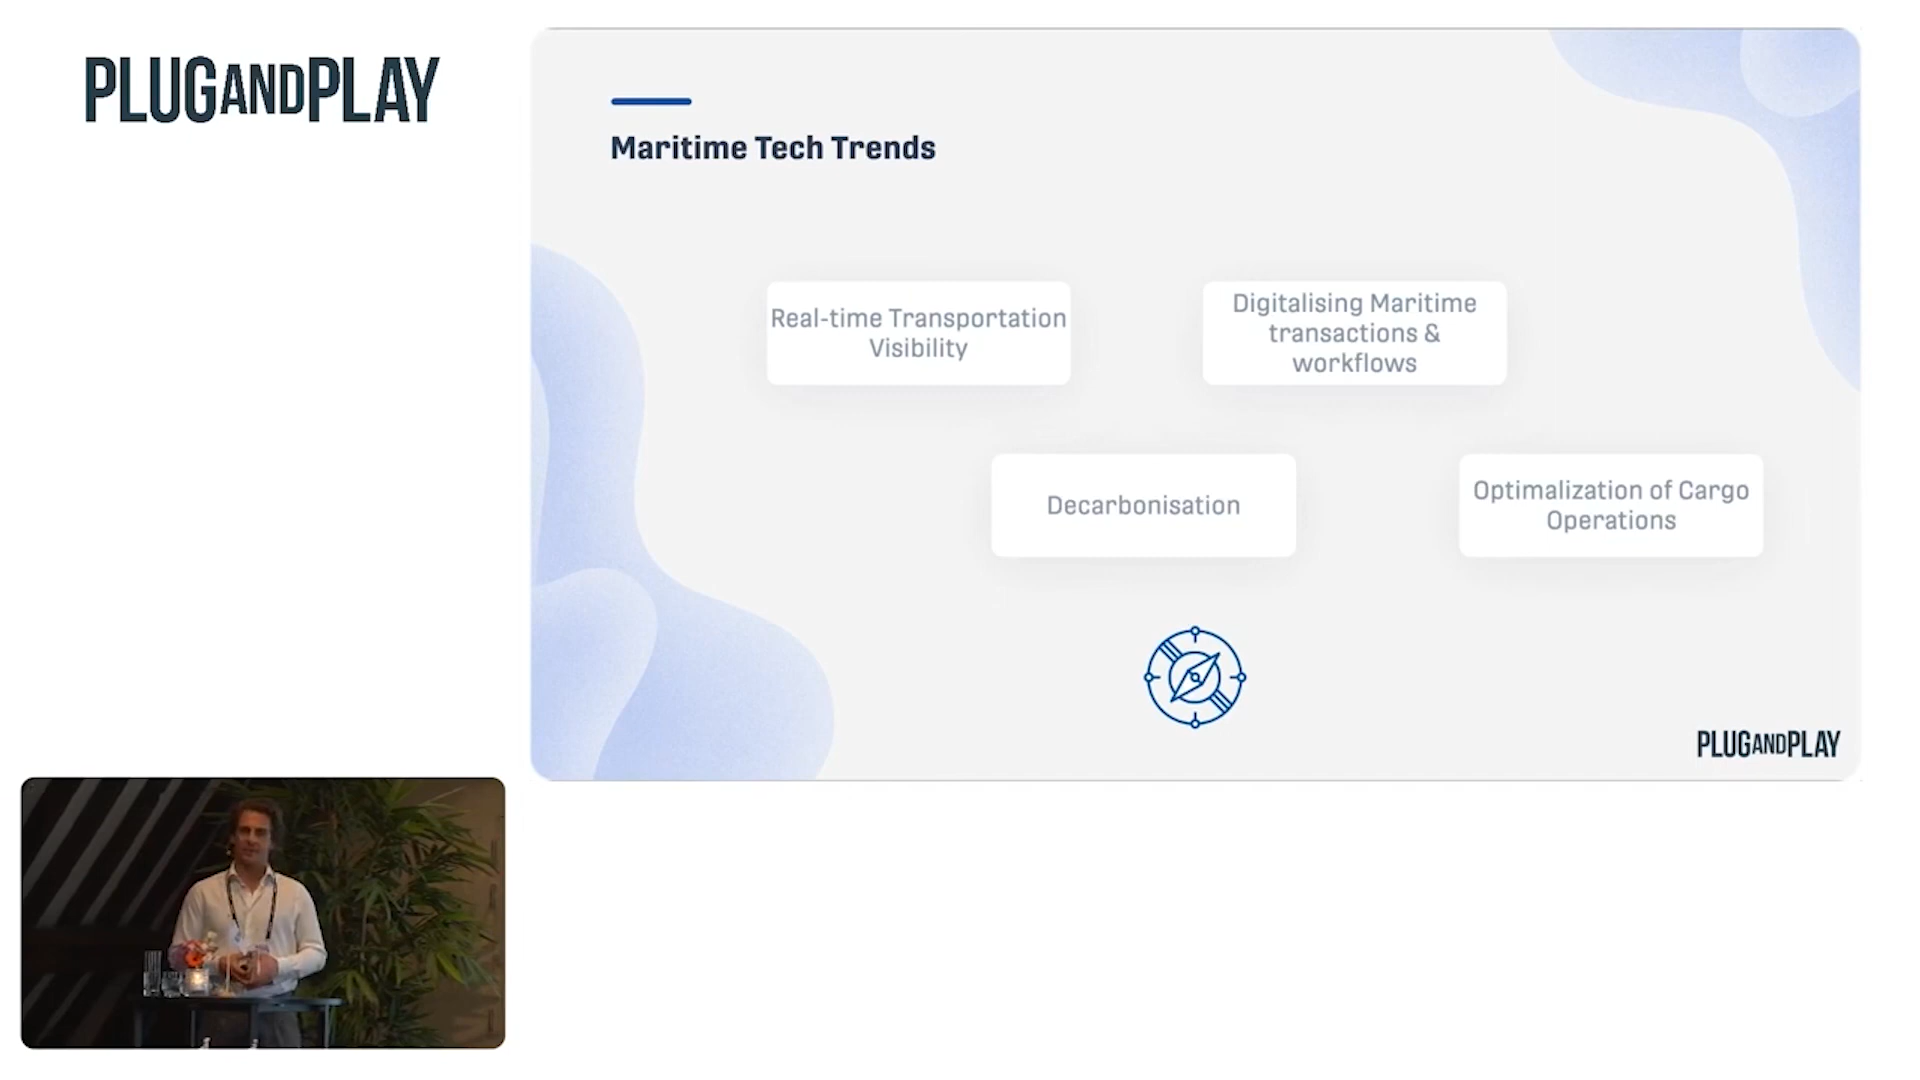 PLUGANDPLAY
Maritime Tech Trends
Real-time Transportation
Visibility
Digitalising Maritime
transactions &
workflows
Decarbonisation
Optimalization of Cargo
Operations
PLUGANDPLAY